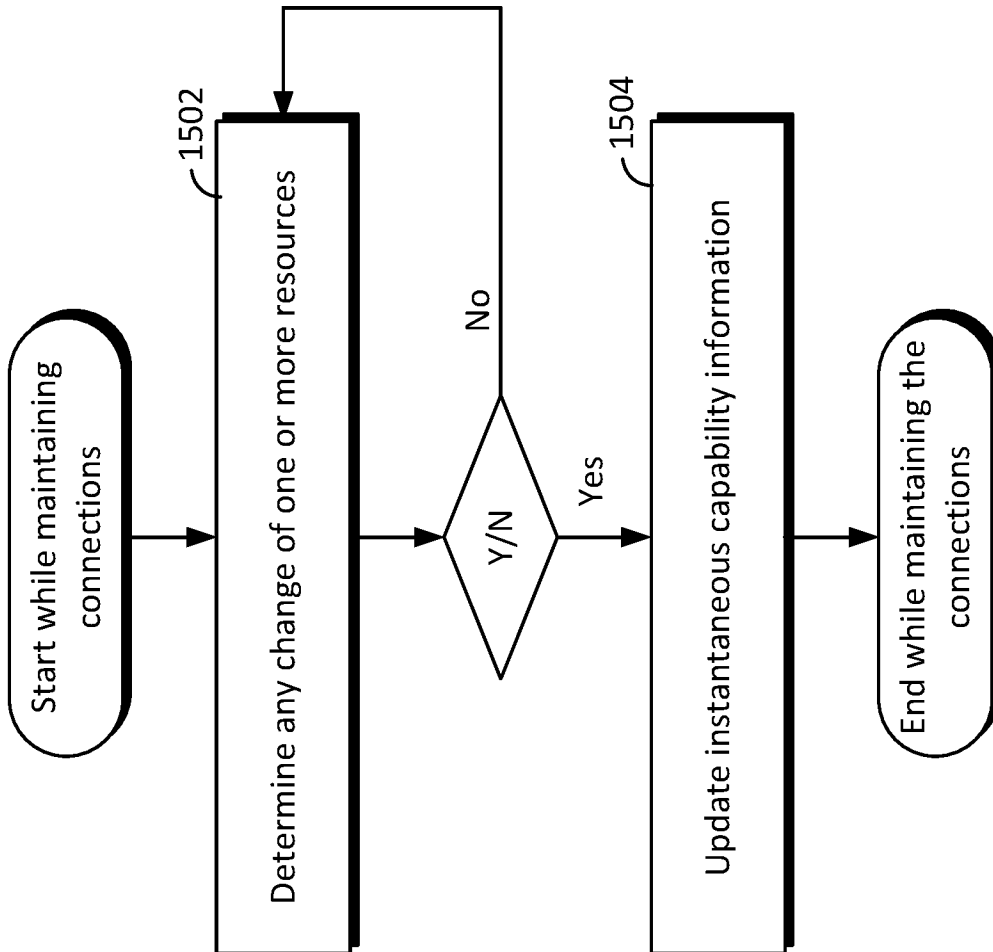 Start while maintaining
connections
1502
Determine any change of one or more resources
Y/N
No
Yes
1504
Update instantaneous capability information
End while maintaining the
connections